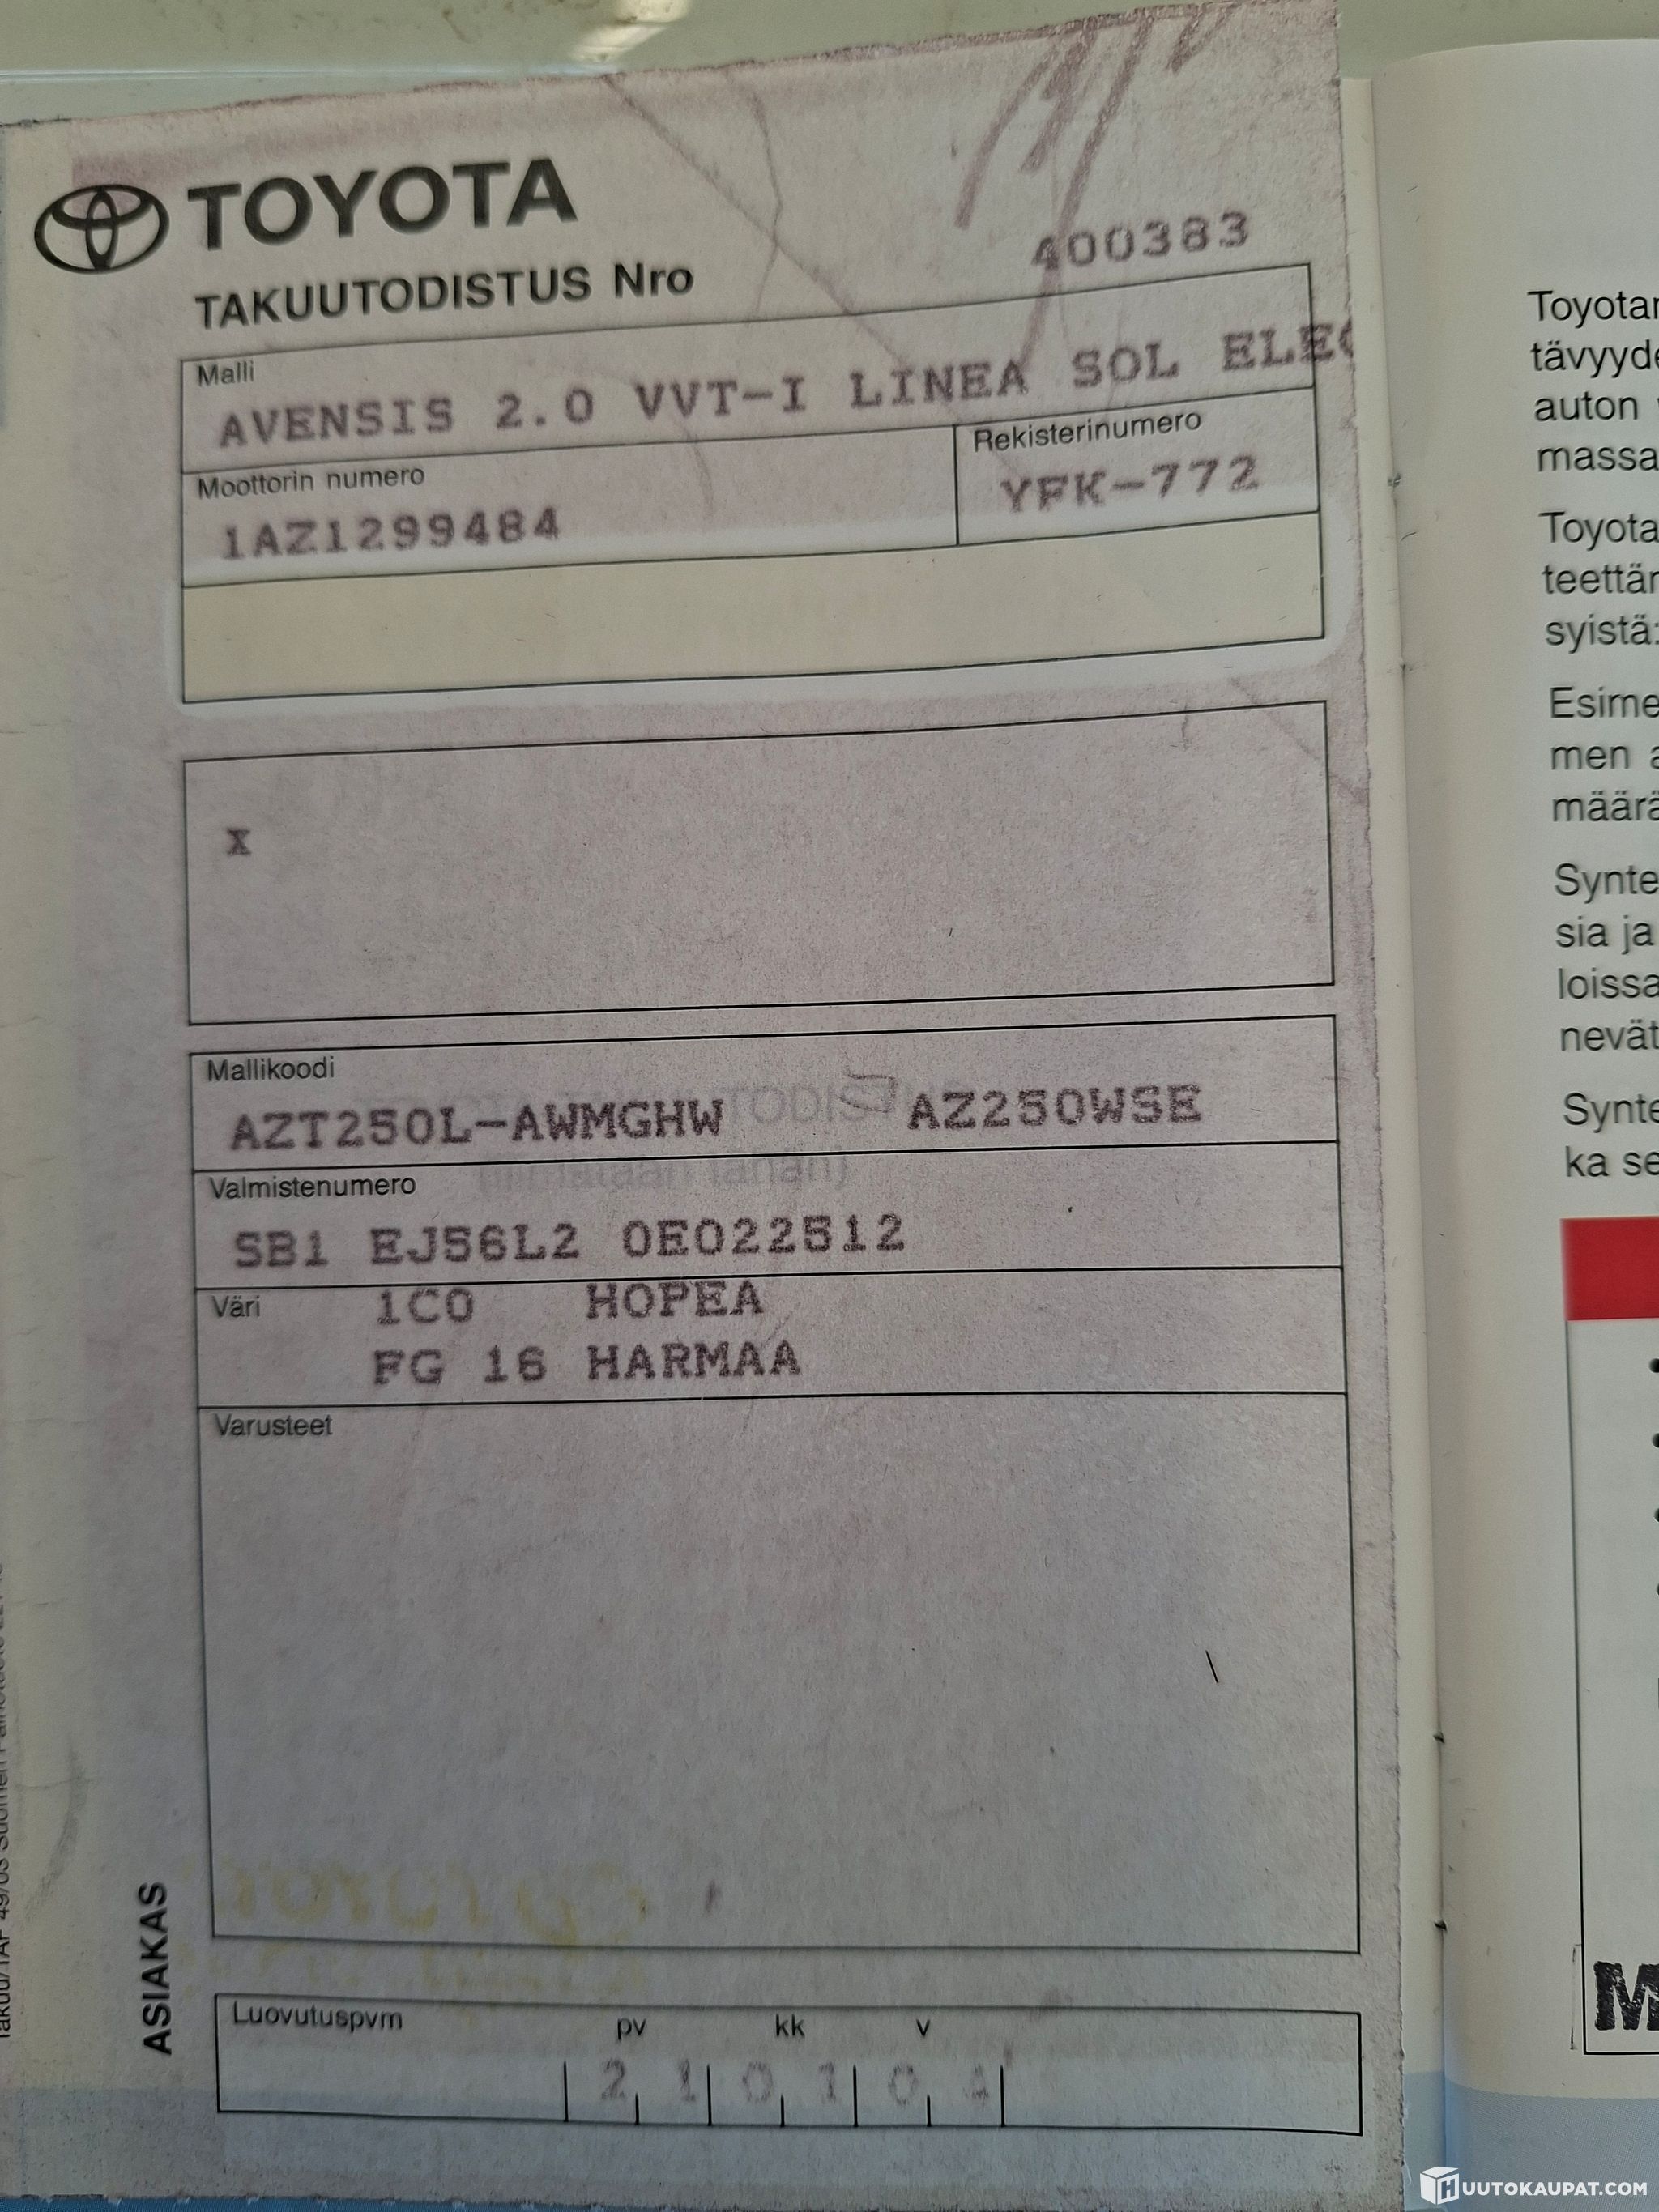 TOYOTA
TAKUUTODISTUS Nro
400383
Malli
AVENSIS 2.0 VVT-I LINEA SOL ELE
Moottorin numero
1AZ1299484
Rekisterinumero
YFK-772
X
Mallikoodi
AZT250L-AWMGHW AZ250WSE
Valmistenumero
SB1 EJ56L2 0E022512
Väri 1C0 HOPEA
FG 16 HARMAA
Varusteet
ASIAKAS
Luovutuspvm pv kk v
2 1 0 1 0 4
Toyota
tävyyde
auton
massa
Toyota
teettär
syistä:
Esime
men a
määrä
Synte
sia ja
loissa
nevät
Synte
ka se
M
HUUTOKAUPAT.COM